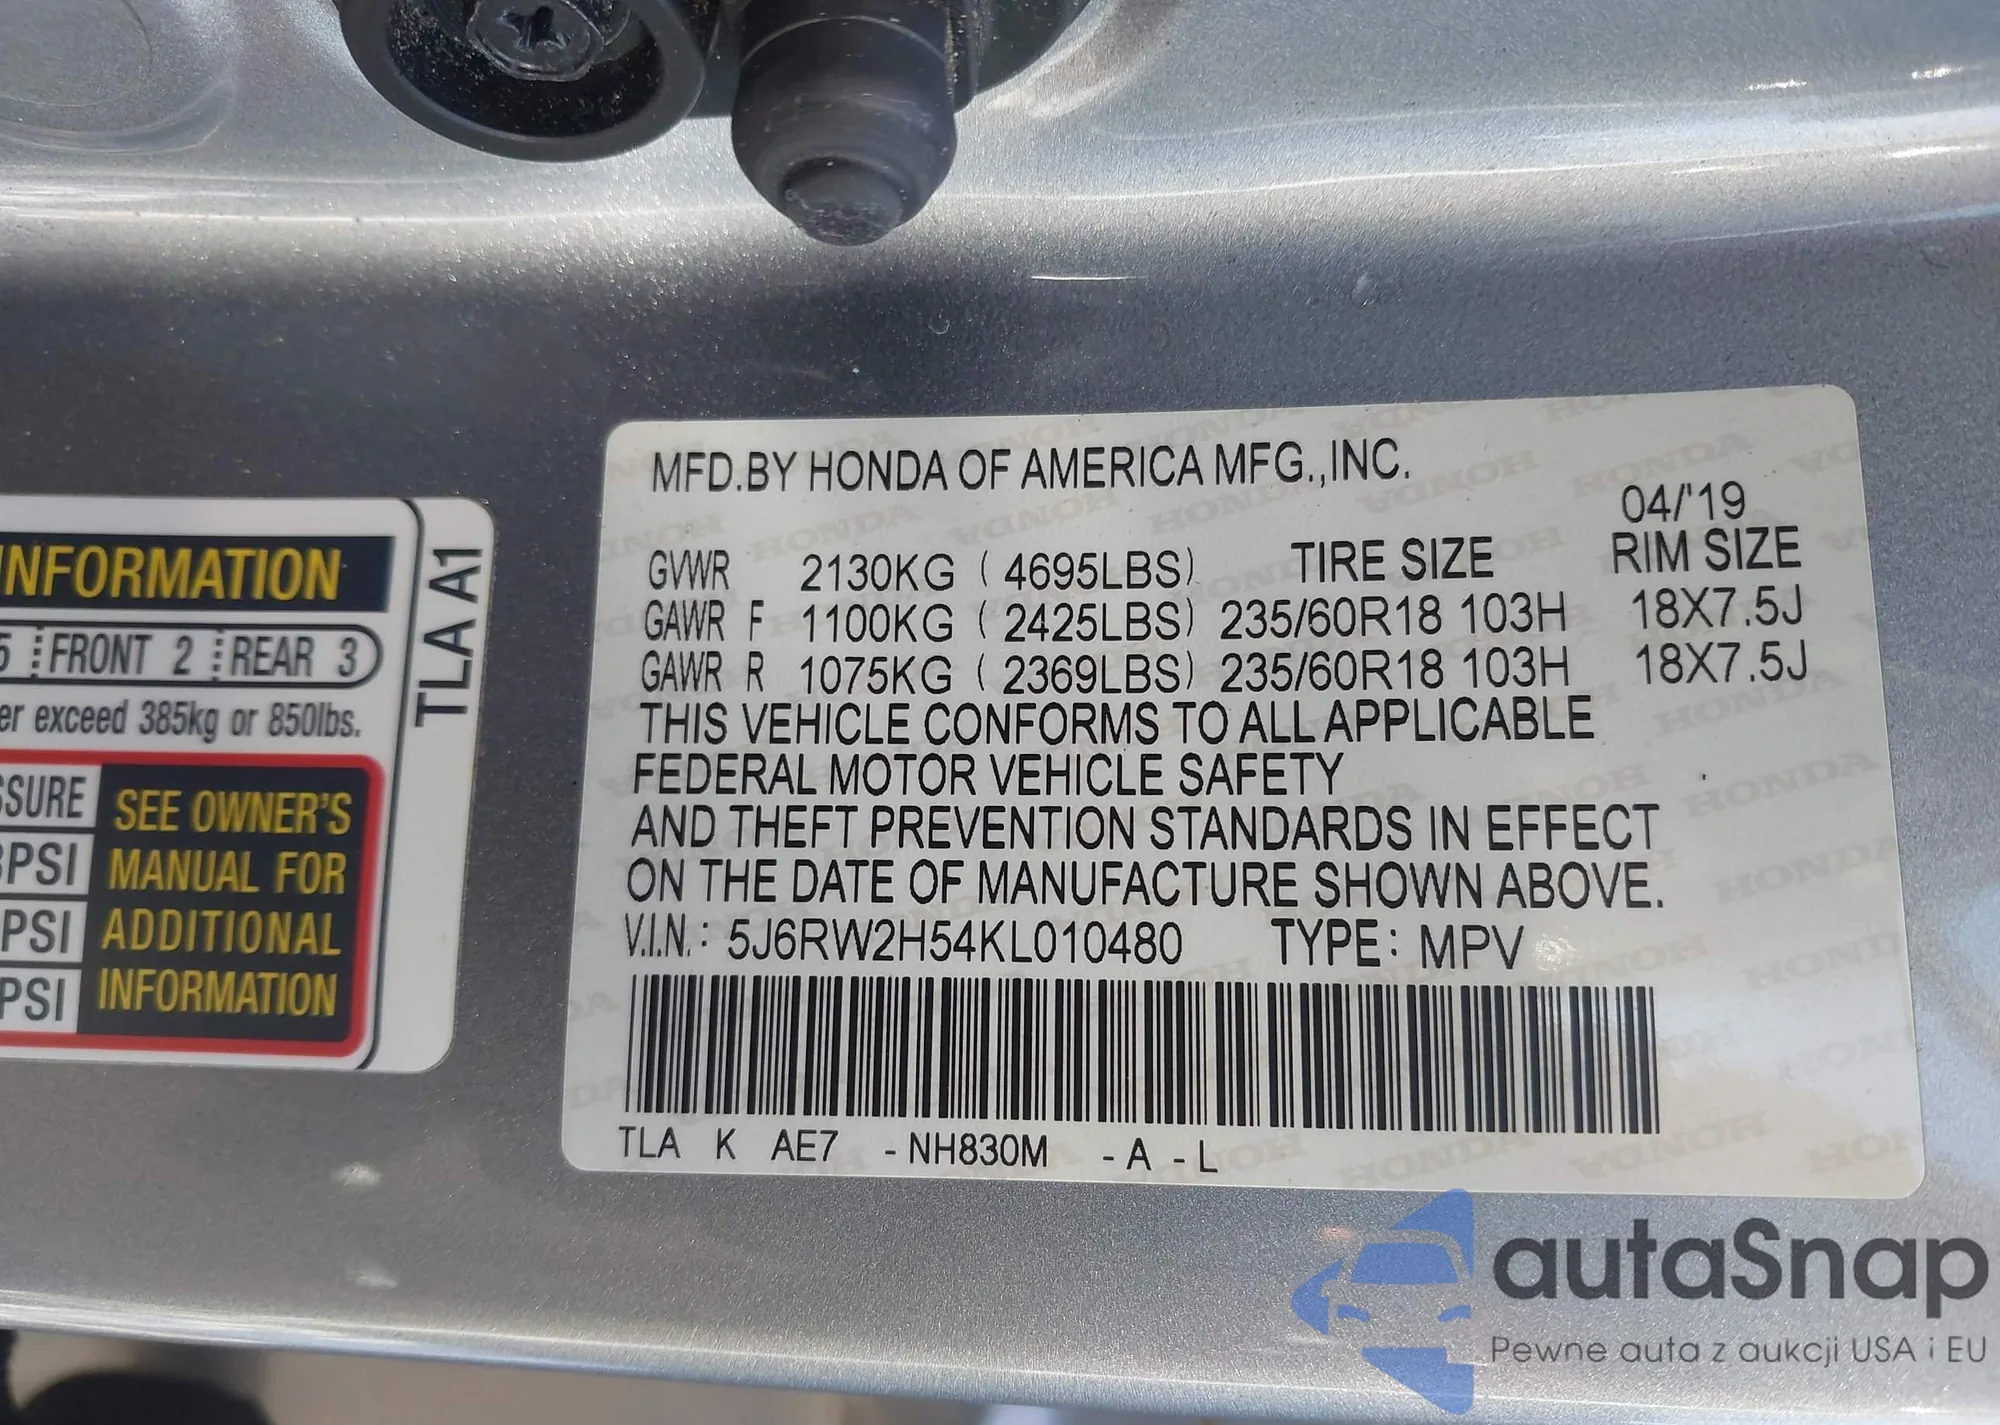 INFORMATION
5 FRONT 2 REAR 3
er exceed 385kg or 850lbs.
SSURE
PSI
PSI
PSI
SEE OWNER'S
MANUAL FOR
ADDITIONAL
INFORMATION
TLA A1
MFD.BY HONDA OF AMERICA MFG.,INC.
04/'19
GVWR 2130KG ( 4695LBS) TIRE SIZE RIM SIZE
GAWR F 1100KG ( 2425LBS) 235/60R18 103H 18X7.5J
GAWR R 1075KG ( 2369LBS) 235/60R18 103H 18X7.5J
THIS VEHICLE CONFORMS TO ALL APPLICABLE
FEDERAL MOTOR VEHICLE SAFETY
AND THEFT PREVENTION STANDARDS IN EFFECT
ON THE DATE OF MANUFACTURE SHOWN ABOVE.
V.I.N.: 5J6RW2H54KL010480 TYPE: MPV
TLA K AE7 -NH830M -A -L
autaSnap
Pewne auta z aukcji USA i EU